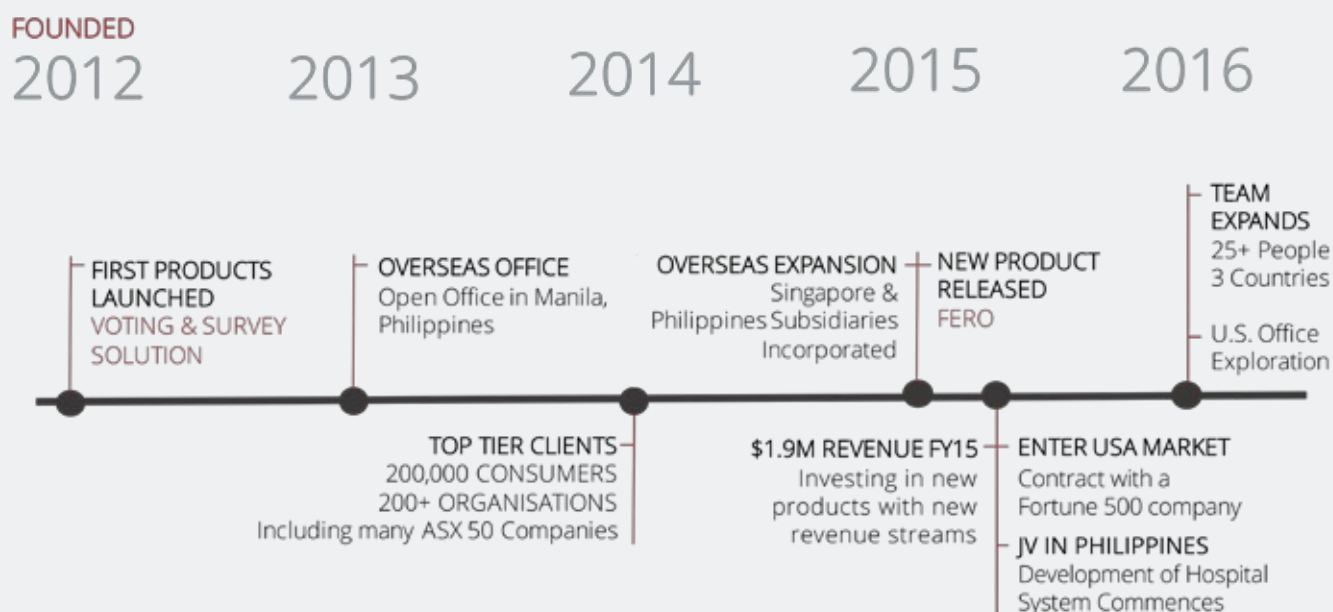 FOUNDED
2012
2013
2014
2015
2016
FIRST PRODUCTS
LAUNCHED
VOTING & SURVEY
SOLUTION
OVERSEAS OFFICE
Open Office in Manila,
Philippines
TOP TIER CLIENTS
200,000 CONSUMERS
200+ ORGANISATIONS
Including many ASX 50 Companies
OVERSEAS EXPANSION
Singapore &
Philippines Subsidiaries
Incorporated
NEW PRODUCT
RELEASED
FERO
$1.9M REVENUE FY15
Investing in new
products with new
revenue streams
ENTER USA MARKET
Contract with a
Fortune 500 company
JV IN PHILIPPINES
Development of Hospital
System Commences
TEAM
EXPANDS
25+ People
3 Countries
U.S. Office
Exploration